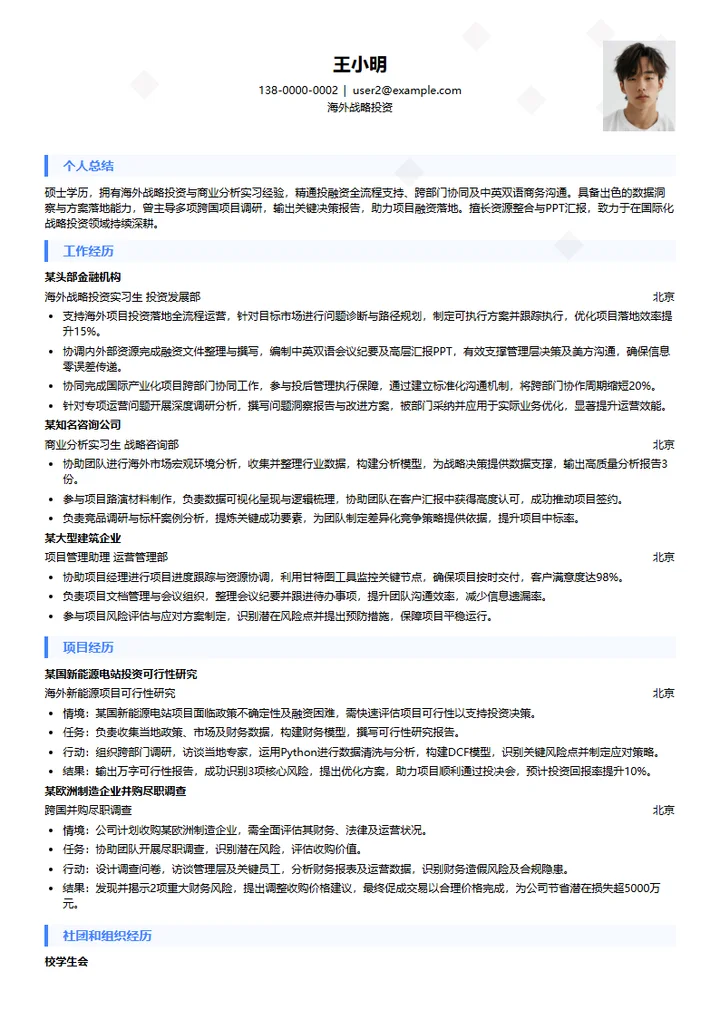 王小明
138-0000-0002 | user2@example.com
海外战略投资
个人总结
硕士学历，拥有海外战略投资与商业分析实习经验，精通投融资全流程支持、跨部门协同及中英双语商务沟通。具备出色的数据洞
察与方案落地能力，曾主导多项跨国项目调研，输出关键决策报告，助力项目融资落地。擅长资源整合与PPT汇报，致力于在国际化
战略投资领域持续深耕。
工作经历
某头部金融机构
海外战略投资实习生 投资发展部 北京
• 支持海外项目投资落地全流程运营，针对目标市场进行问题诊断与路径规划，制定可执行方案并跟踪执行，优化项目落地效率提
升15%。
• 协调内外部资源完成融资文件整理与撰写，编制中英双语会议纪要及高层汇报PPT，有效支撑管理层决策及美方沟通，确保信息
零误差传递。
• 协同完成国际产业化项目跨部门协同工作，参与投后管理执行保障，通过建立标准化沟通机制，将跨部门协作周期缩短20%。
• 针对专项运营问题开展深度调研分析，撰写问题洞察报告与改进方案，被部门采纳并应用于实际业务优化，显著提升运营效能。
某知名咨询公司
商业分析实习生 战略咨询部 北京
• 协助团队进行海外市场宏观环境分析，收集并整理行业数据，构建分析模型，为战略决策提供数据支撑，输出高质量分析报告3
份。
• 参与项目路演材料制作，负责数据可视化呈现与逻辑梳理，协助团队在客户汇报中获得高度认可，成功推动项目签约。
• 负责竞品调研与标杆案例分析，提炼关键成功要素，为团队制定差异化竞争策略提供依据，提升项目中标率。
某大型建筑企业
项目管理助理 运营管理部 北京
• 协助项目经理进行项目进度跟踪与资源协调，利用甘特图工具监控关键节点，确保项目按时交付，客户满意度达98%。
• 负责项目文档管理与会议组织，整理会议纪要并跟进待办事项，提升团队沟通效率，减少信息遗漏率。
• 参与项目风险评估与应对方案制定，识别潜在风险点并提出预防措施，保障项目平稳运行。
项目经历
某国新能源电站投资可行性研究
海外新能源项目可行性研究 北京
• 情境：某国新能源电站项目面临政策不确定性及融资困难，需快速评估项目可行性以支持投资决策。
• 任务：负责收集当地政策、市场及财务数据，构建财务模型，撰写可行性研究报告。
• 行动：组织跨部门调研，访谈当地专家，运用Python进行数据清洗与分析，构建DCF模型，识别关键风险点并制定应对策略。
• 结果：输出万字可行性报告，成功识别3项核心风险，提出优化方案，助力项目顺利通过投决会，预计投资回报率提升10%。
某欧洲制造企业并购尽职调查
跨国并购尽职调查 北京
• 情境：公司计划收购某欧洲制造企业，需全面评估其财务、法律及运营状况。
• 任务：协助团队开展尽职调查，识别潜在风险，评估收购价值。
• 行动：设计调查问卷，访谈管理层及关键员工，分析财务报表及运营数据，识别财务造假风险及合规隐患。
• 结果：发现并揭示2项重大财务风险，提出调整收购价格建议，最终促成交易以合理价格完成，为公司节省潜在损失超5000万
元。
社团和组织经历
校学生会